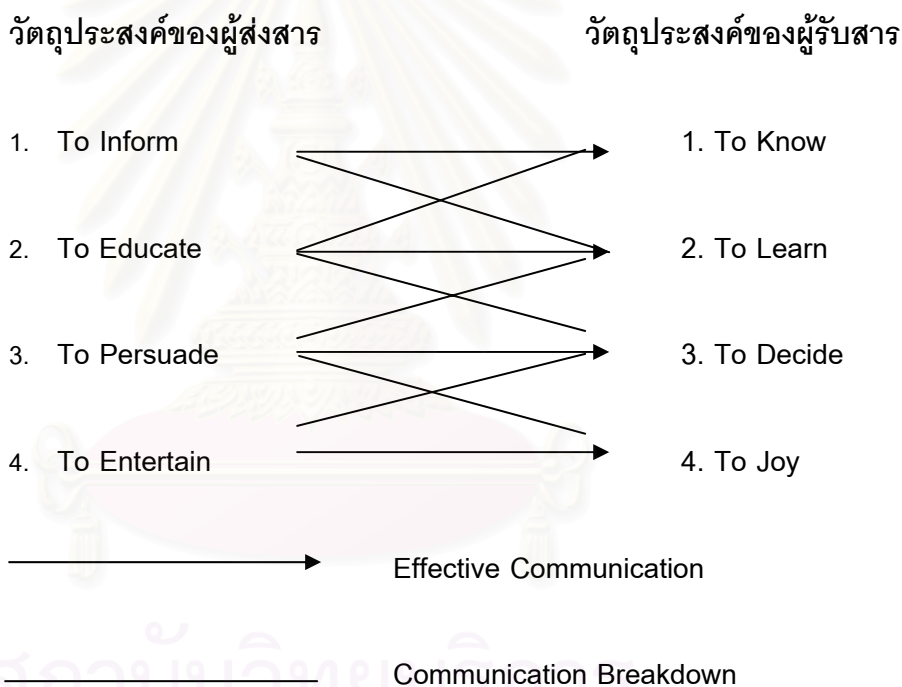 วัตถุประสงค์ของผู้ส่งสาร วัตถุประสงค์ของผู้รับสาร
1. To Inform 1. To Know
2. To Educate 2. To Learn
3. To Persuade 3. To Decide
4. To Entertain 4. To Joy
Effective Communication
Communication Breakdown